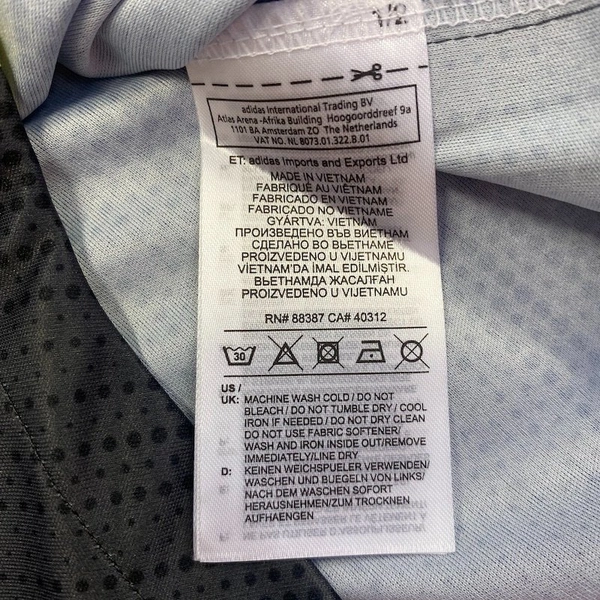 1/2
adidas International Trading BV
Atlas Arena -Afrika Building Hoogoorddreef 9a
1101 BA Amsterdam ZO The Netherlands
VAT NO. NL 8073.01.322.B.01
ET: adidas Imports and Exports Ltd
MADE IN VIETNAM
FABRIQUÉ AU VIÊTNAM
FABRICADO EN VIETNAM
FABRICADO NO VIETNAME
GYÁRTVA: VIETNÁM
ПРОИЗВЕДЕНО ВЪВ ВИЕТНАМ
СДЕЛАНО ВО ВЬЕТНАМЕ
PROIZVEDENO U VIJETNAMU
VİETNAM'DA İMAL EDİLMİŞTİR.
ВЬЕТНАМДА ЖАСАЛҒАН
PROIZVEDENO U VIJETNAMU
RN# 88387 CA# 40312
30
US /
UK: MACHINE WASH COLD / DO NOT
BLEACH / DO NOT TUMBLE DRY / COOL
IRON IF NEEDED / DO NOT DRY CLEAN
DO NOT USE FABRIC SOFTENER/
WASH AND IRON INSIDE OUT/REMOVE
IMMEDIATELY/LINE DRY
D: KEINEN WEICHSPUELER VERWENDEN/
WASCHEN UND BUEGELN VON LINKS/
NACH DEM WASCHEN SOFORT
HERAUSNEHMEN/ZUM TROCKNEN
AUFHAENGEN